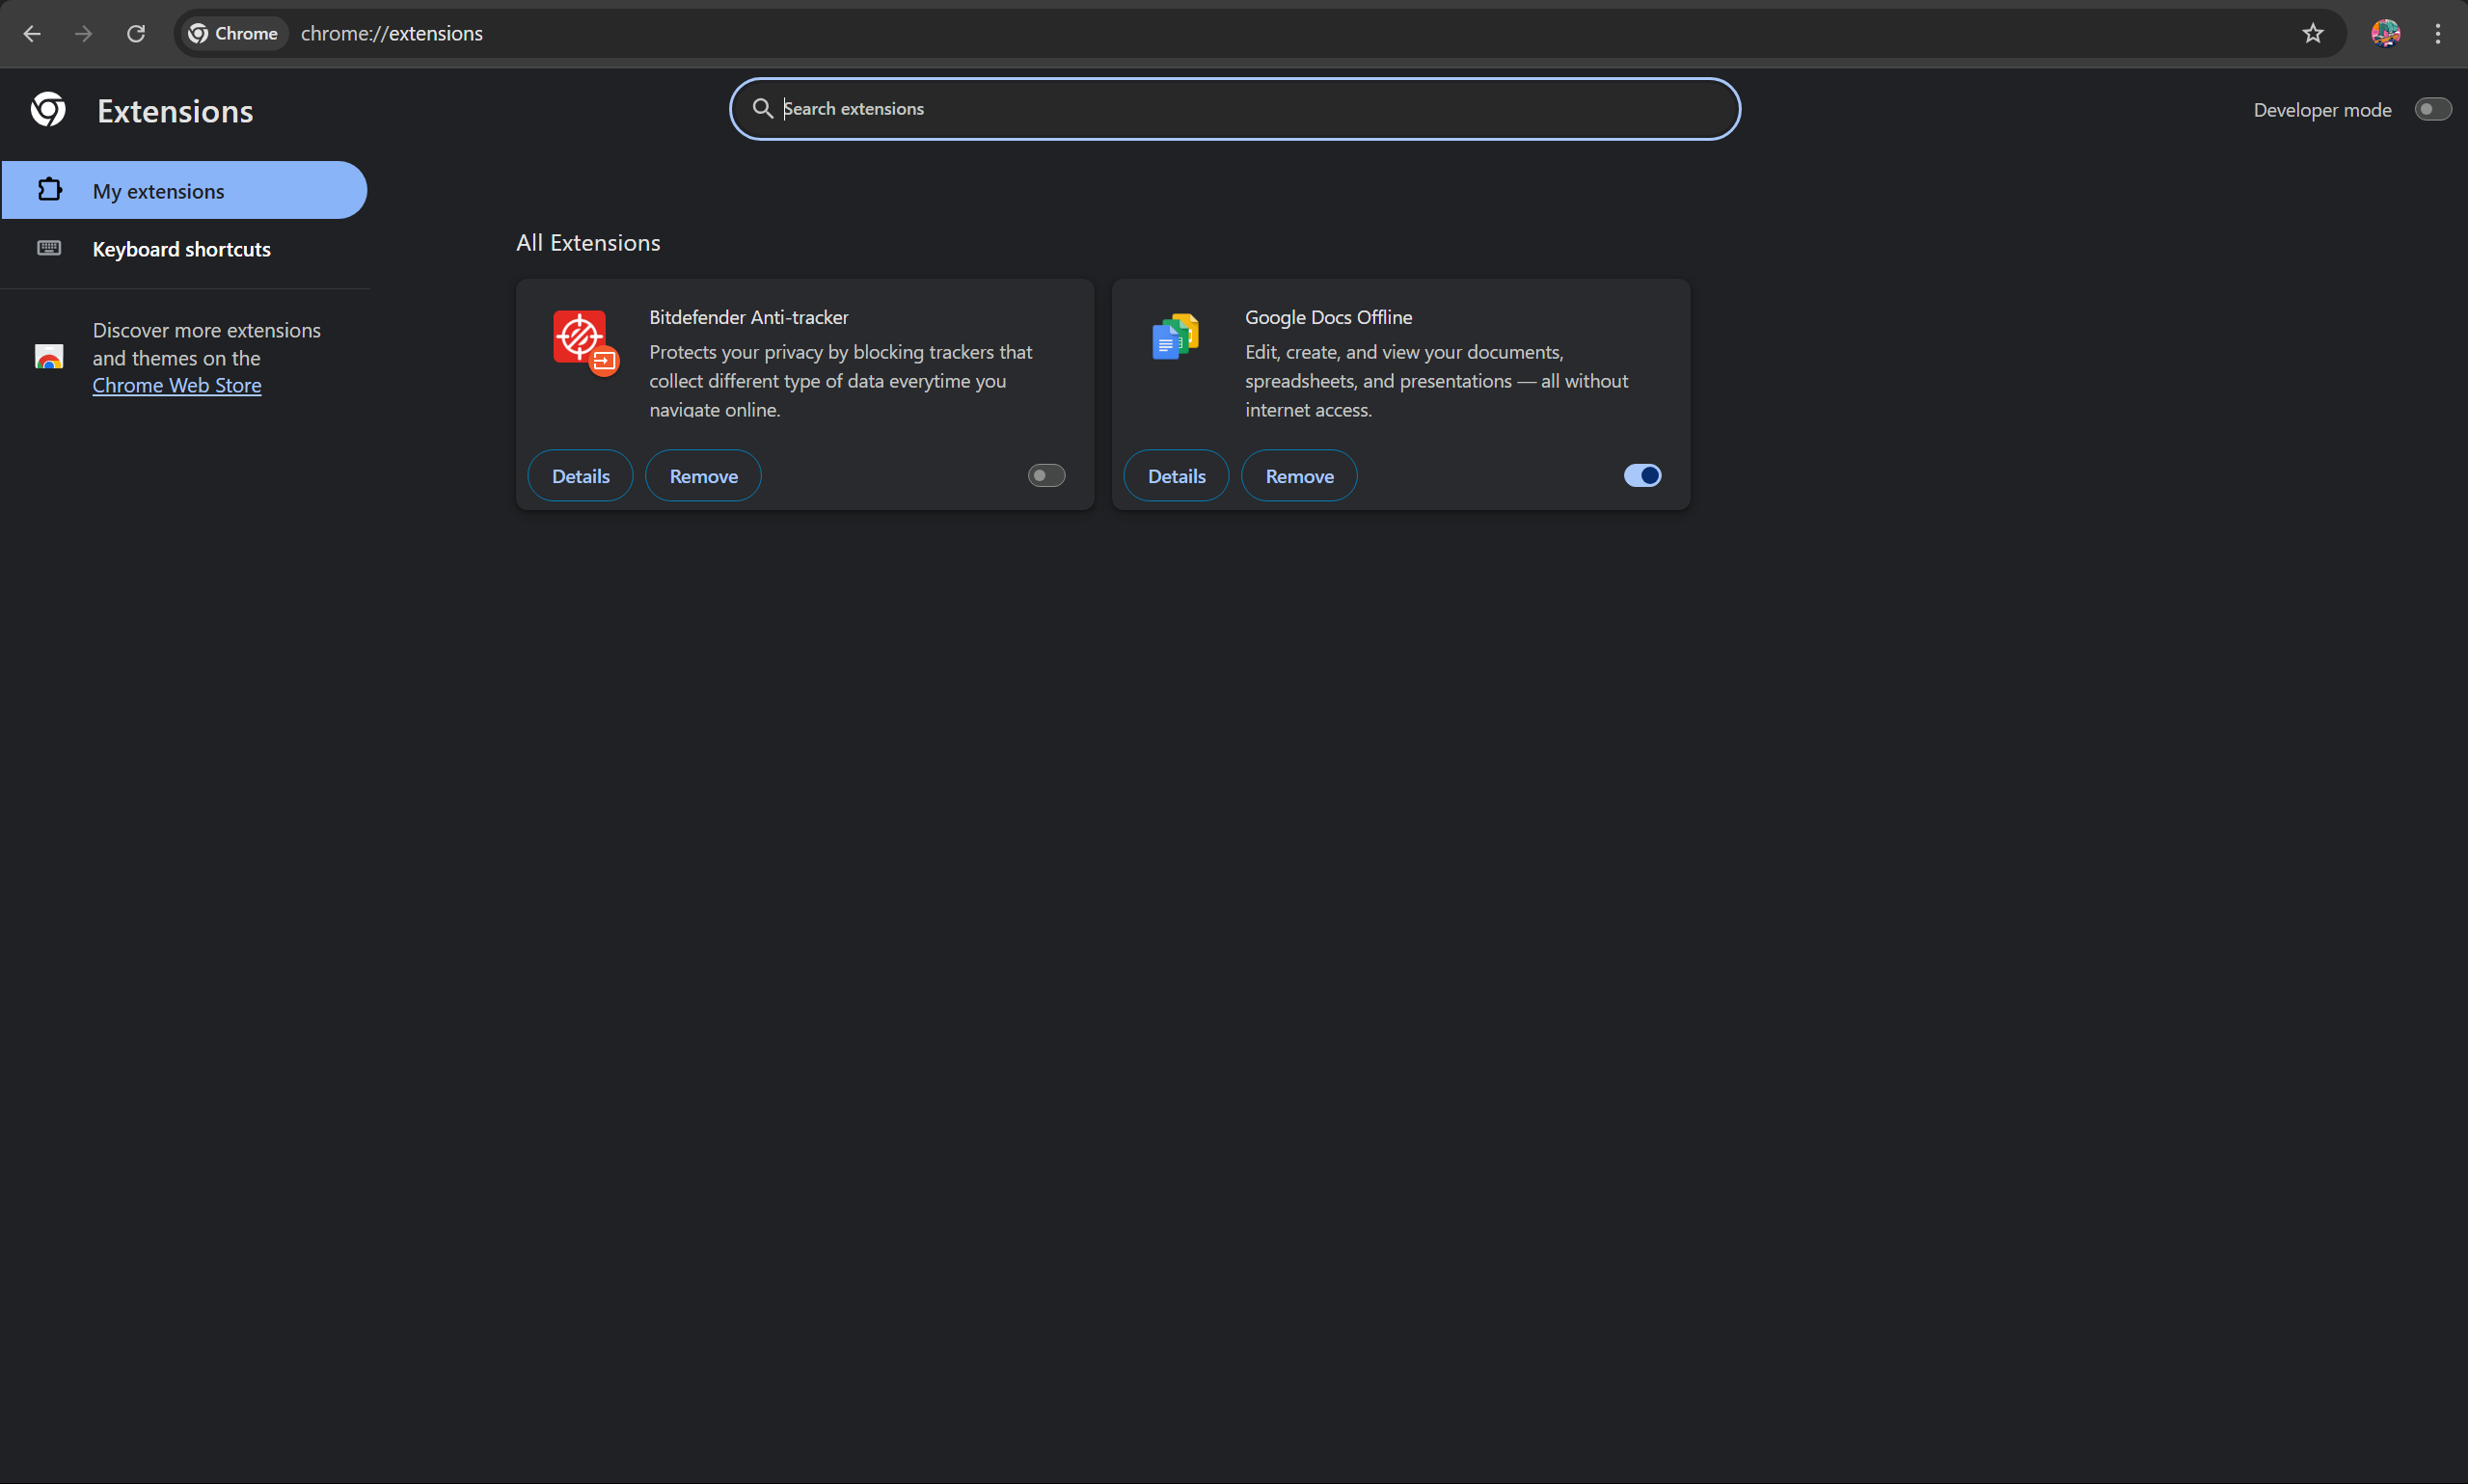 Chrome
chrome://extensions
Extensions
Search extensions
Developer mode
My extensions
Keyboard shortcuts
Discover more extensions
and themes on the
Chrome Web Store
All Extensions
Bitdefender Anti-tracker
Protects your privacy by blocking trackers that
collect different type of data everytime you
navigate online.
Details
Remove
Google Docs Offline
Edit, create, and view your documents,
spreadsheets, and presentations — all without
internet access.
Details
Remove